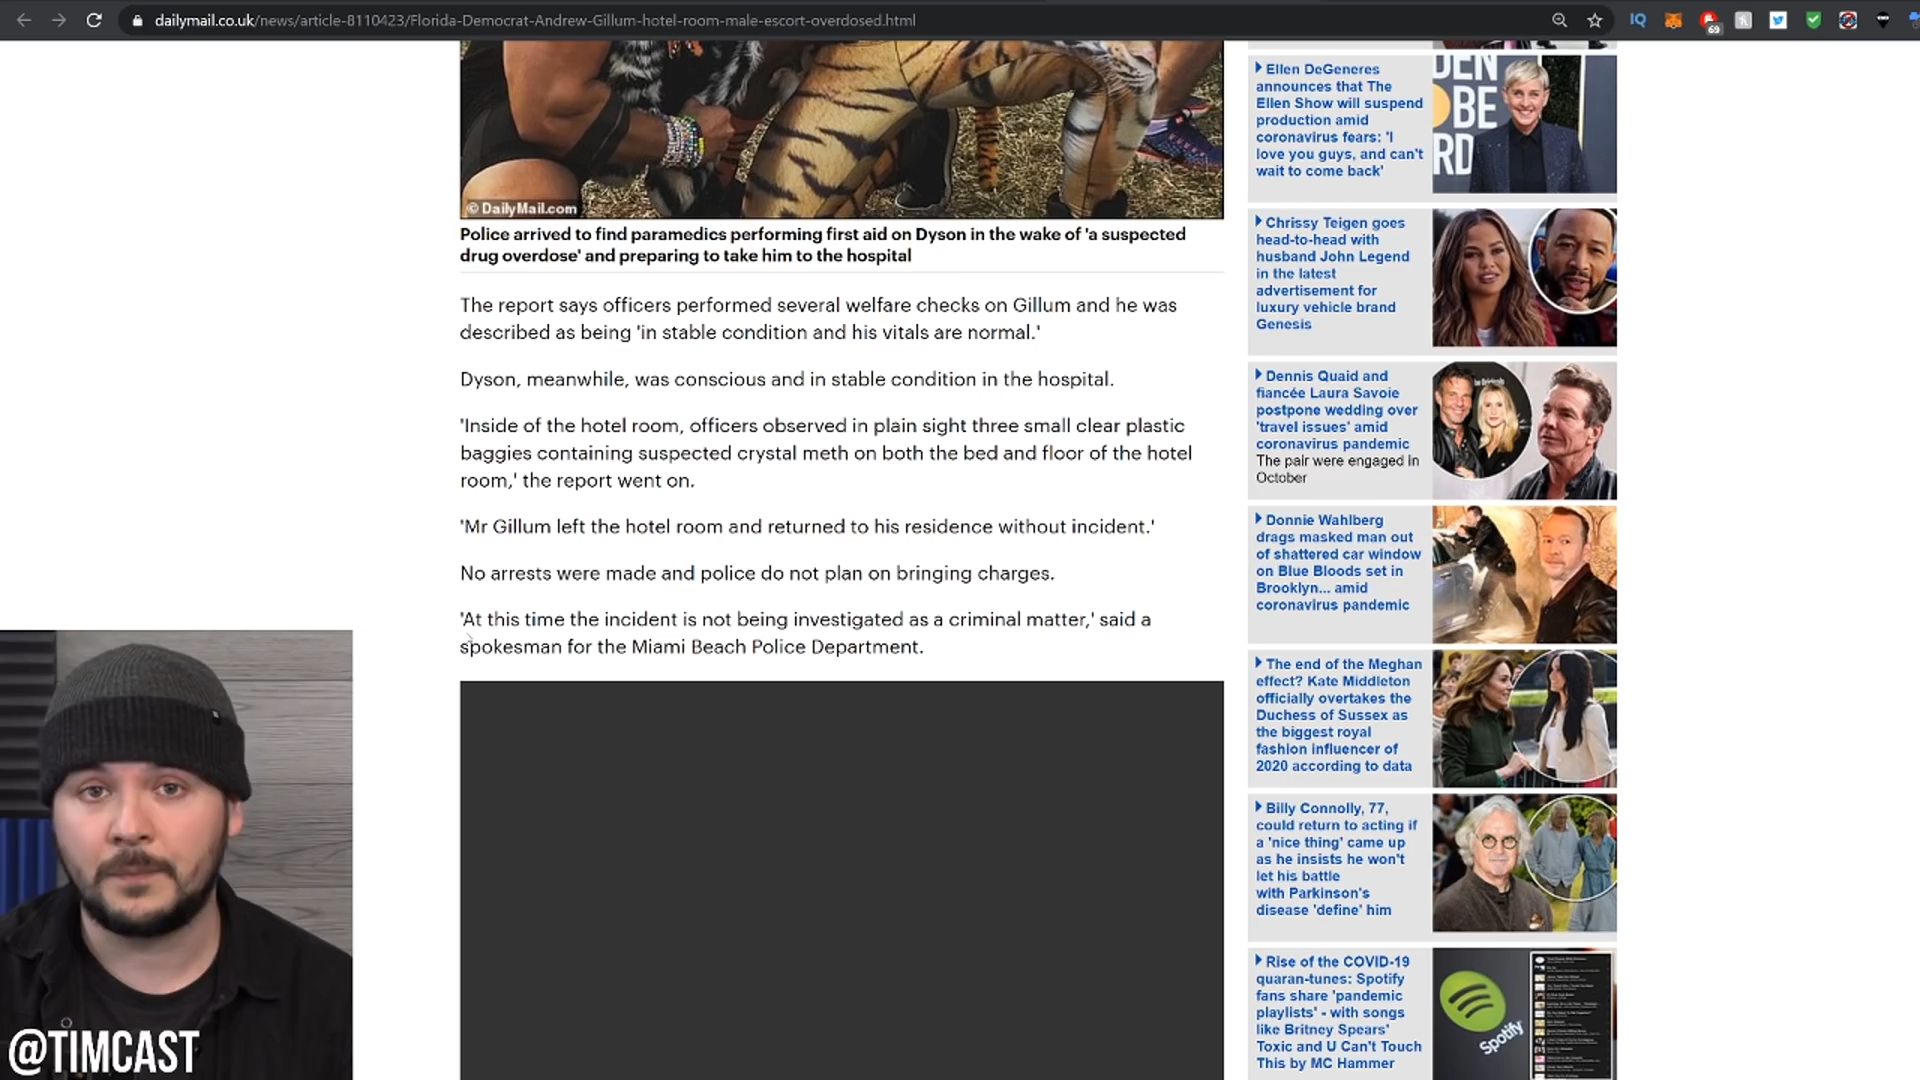 dailymail.co.uk/news/article-8110423/Florida-Democrat-Andrew-Gillum-hotel-room-male-escort-overdosed.html
IQ
69
© DailyMail.com
Police arrived to find paramedics performing first aid on Dyson in the wake of 'a suspected
drug overdose' and preparing to take him to the hospital
The report says officers performed several welfare checks on Gillum and he was
described as being 'in stable condition and his vitals are normal.'
Dyson, meanwhile, was conscious and in stable condition in the hospital.
'Inside of the hotel room, officers observed in plain sight three small clear plastic
baggies containing suspected crystal meth on both the bed and floor of the hotel
room,' the report went on.
'Mr Gillum left the hotel room and returned to his residence without incident.'
No arrests were made and police do not plan on bringing charges.
'At this time the incident is not being investigated as a criminal matter,' said a
spokesman for the Miami Beach Police Department.
Ellen DeGeneres
announces that The
Ellen Show will suspend
production amid
coronavirus fears: 'I
love you guys, and can't
wait to come back'
DEN
BE
RD
Chrissy Teigen goes
head-to-head with
husband John Legend
in the latest
advertisement for
luxury vehicle brand
Genesis
Dennis Quaid and
fiancée Laura Savoie
postpone wedding over
'travel issues' amid
coronavirus pandemic
The pair were engaged in
October
Donnie Wahlberg
drags masked man out
of shattered car window
on Blue Bloods set in
Brooklyn... amid
coronavirus pandemic
The end of the Meghan
effect? Kate Middleton
officially overtakes the
Duchess of Sussex as
the biggest royal
fashion influencer of
2020 according to data
Billy Connolly, 77,
could return to acting if
a 'nice thing' came up
as he insists he won't
let his battle
with Parkinson's
disease 'define' him
Rise of the COVID-19
quaran-tunes: Spotify
fans share 'pandemic
playlists' - with songs
like Britney Spears'
Toxic and U Can't Touch
This by MC Hammer
Spotify
@TIMCAST